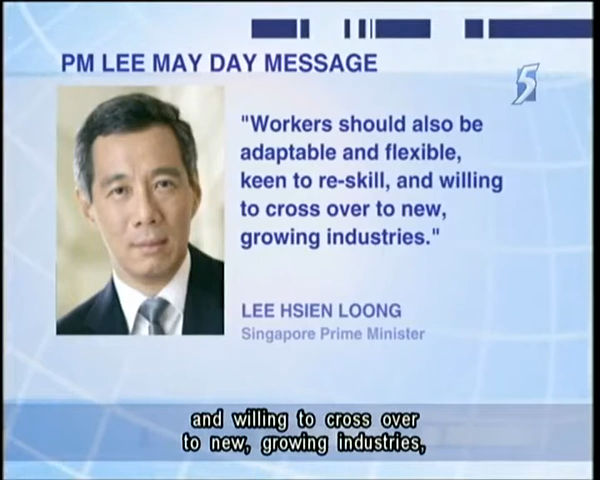 PM LEE MAY DAY MESSAGE
5
"Workers should also be
adaptable and flexible,
keen to re-skill, and willing
to cross over to new,
growing industries."
LEE HSIEN LOONG
Singapore Prime Minister
and willing to cross over
to new, growing industries,